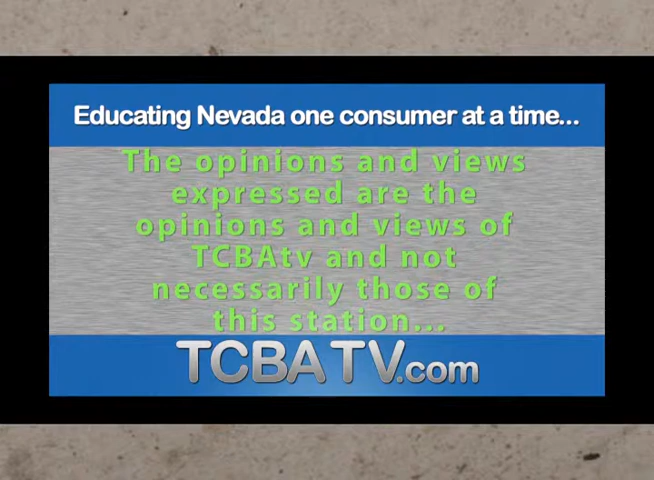 Educating Nevada one consumer at a time...
The opinions and views
expressed are the
opinions and views of
TCBAtv and not
necessarily those of
this station...
TCBATV.com